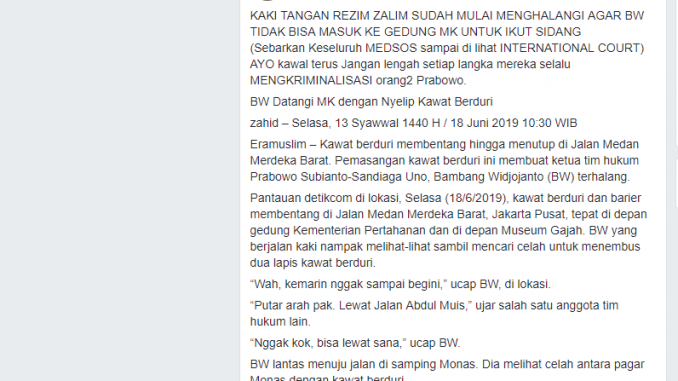 KAKI TANGAN REZIM ZALIM SUDAH MULAI MENGHALANGI AGAR BW
TIDAK BISA MASUK KE GEDUNG MK UNTUK IKUT SIDANG
(Sebarkan Keseluruh MEDSOS sampai di lihat INTERNATIONAL COURT)
AYO kawal terus Jangan lengah setiap langka mereka selalu
MENGKRIMINALISASI orang2 Prabowo.
BW Datangi MK dengan Nyelip Kawat Berduri
zahid – Selasa, 13 Syawwal 1440 H / 18 Juni 2019 10:30 WIB
Eramuslim – Kawat berduri membentang hingga menutup di Jalan Medan
Merdeka Barat. Pemasangan kawat berduri ini membuat ketua tim hukum
Prabowo Subianto-Sandiaga Uno, Bambang Widjojanto (BW) terhalang.
Pantauan detikcom di lokasi, Selasa (18/6/2019), kawat berduri dan barier
membentang di Jalan Medan Merdeka Barat, Jakarta Pusat, tepat di depan
gedung Kementerian Pertahanan dan di depan Museum Gajah. BW yang
berjalan kaki nampak melihat-lihat sambil mencari celah untuk menembus
dua lapis kawat berduri.
“Wah, kemarin nggak sampai begini,” ucap BW, di lokasi.
“Putar arah pak. Lewat Jalan Abdul Muis,” ujar salah satu anggota tim
hukum lain.
“Nggak kok, bisa lewat sana,” ucap BW.
BW lantas menuju jalan di samping Monas. Dia melihat celah antara pagar
Monas dengan kawat berduri